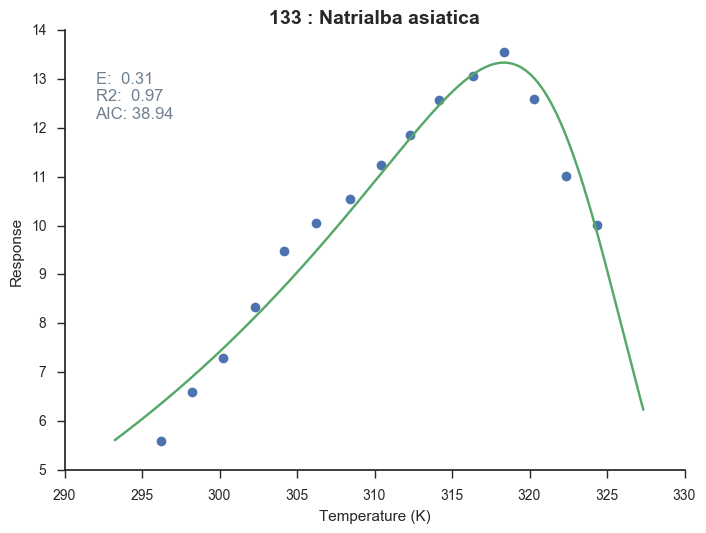 133 : Natrialba asiatica
E:  0.31
R2:  0.97
AIC: 38.94
Response
14
13
12
11
10
9
8
7
6
5
290 295 300 305 310 315 320 325 330
Temperature (K)